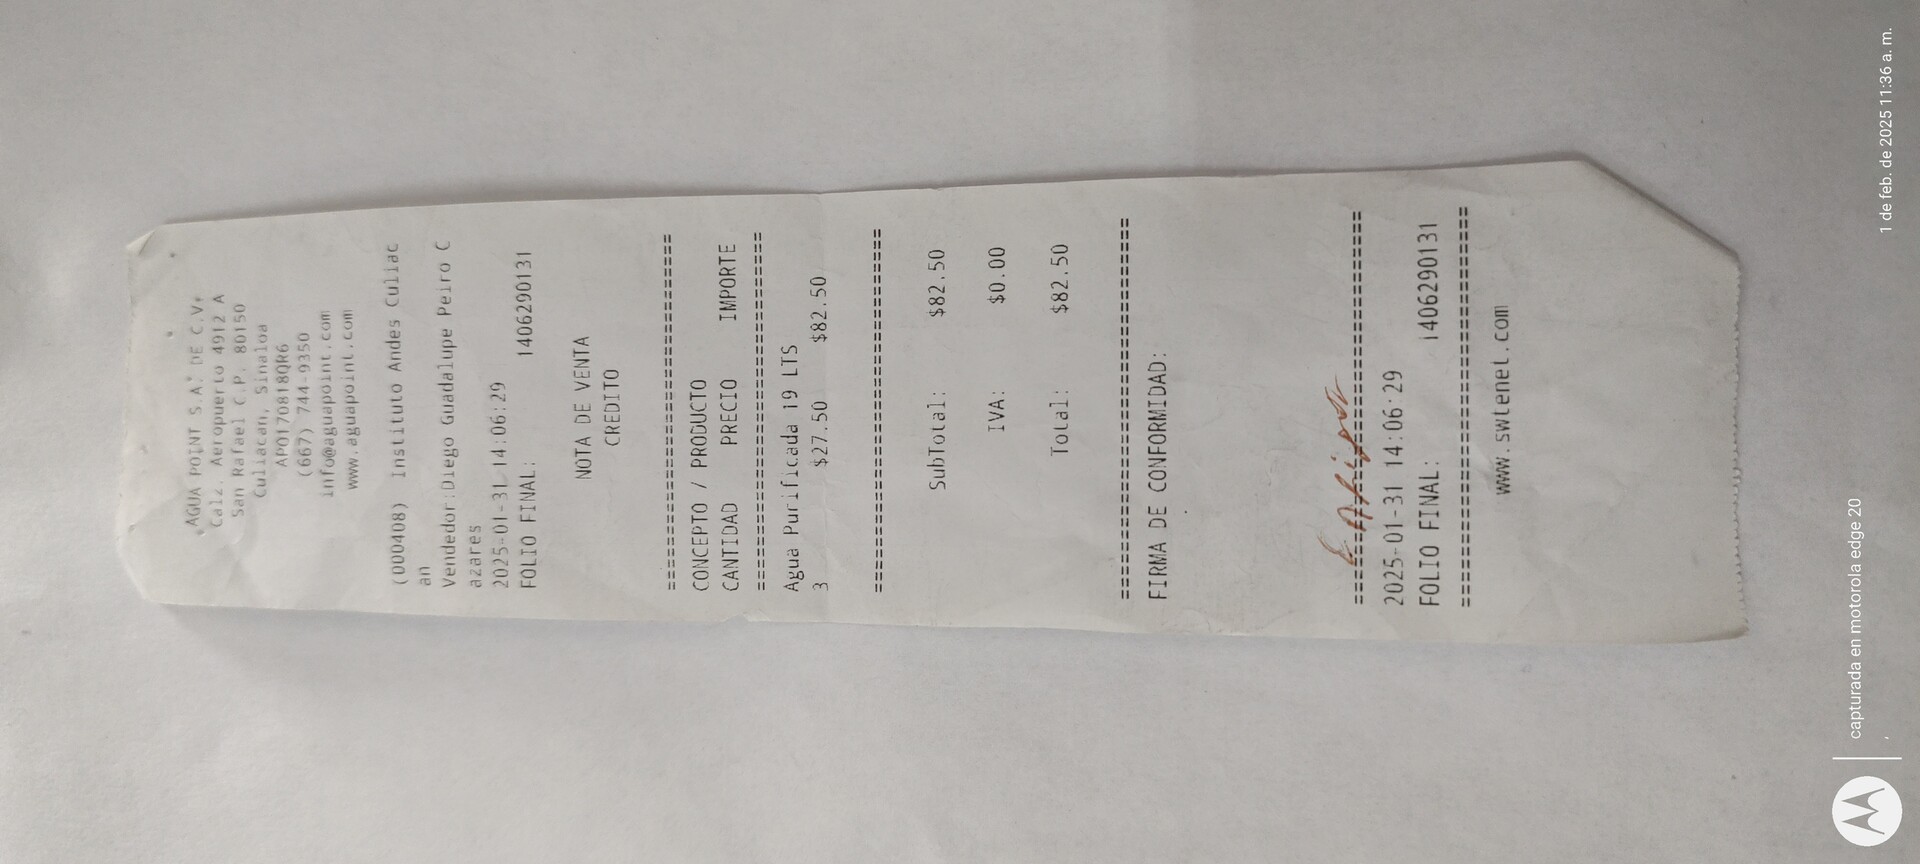 AGUA POINT S.A. DE C.V.
Calz. Aeropuerto 4912 A
San Rafael C.P. 80150
Culiacan, Sinaloa
APO170818QR6
(667) 744-9350
info@aguapoint.com
www.aguapoint.com
(000408) Instituto Andes Culiac
an
Vendedor:Diego Guadalupe Peiro C
azares
2025-01-31 14:06:29
FOLIO FINAL: 1406290131
NOTA DE VENTA
CREDITO
================================
CONCEPTO / PRODUCTO
CANTIDAD PRECIO IMPORTE
================================
Agua Purificada 19 LTS
3 $27.50 $82.50
================================
SubTotal: $82.50
IVA: $0.00
Total: $82.50
================================
FIRMA DE CONFORMIDAD:
================================
2025-01-31 14:06:29
FOLIO FINAL: 1406290131
================================
www.swtenet.com
capturada en motorola edge 20
1 de feb. de 2025 11:36 a. m.